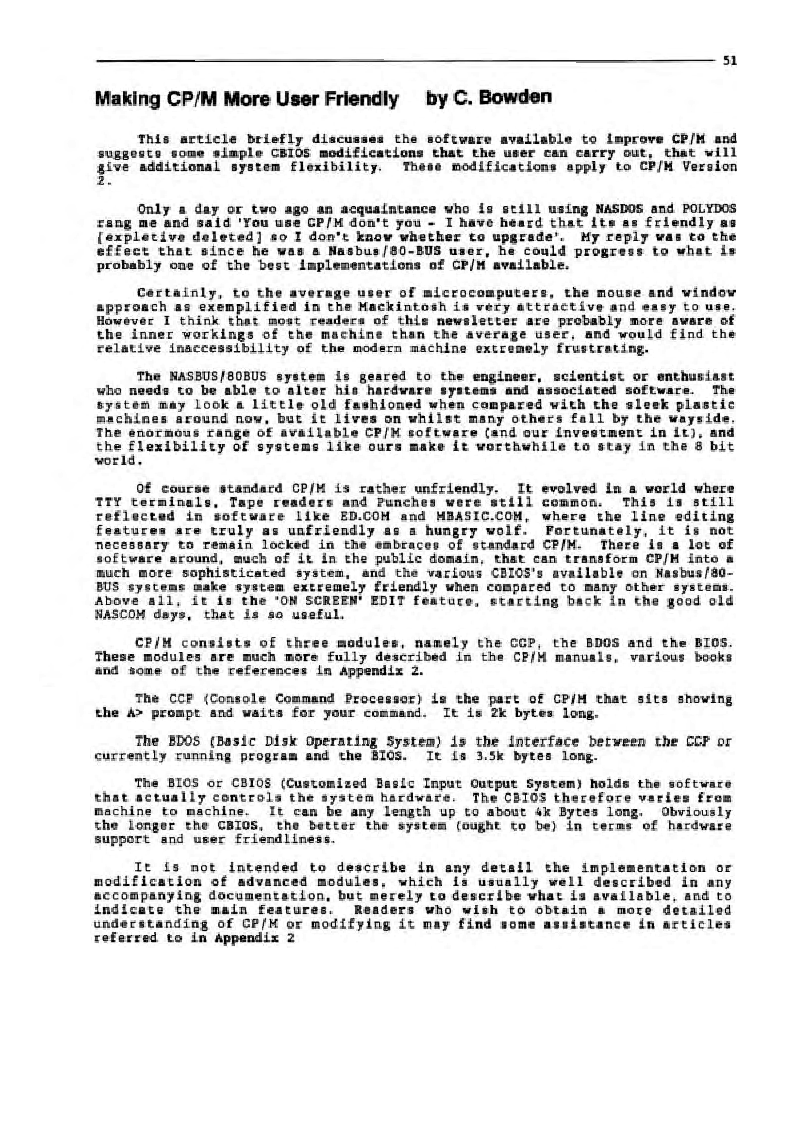 51
Making CP/M More User Friendly by C. Bowden
This article briefly discusses the software available to improve CP/M and
suggests some simple CBIOS modifications that the user can carry out, that will
give additional system flexibility. These modifications apply to CP/M Version
2.
Only a day or two ago an acquaintance who is still using NASDOS and POLYDOS
rang me and said 'You use CP/M don't you - I have heard that its as friendly as
[expletive deleted] so I don't know whether to upgrade'. My reply was to the
effect that since he was a Nasbus/80-BUS user, he could progress to what is
probably one of the best implementations of CP/M available.
Certainly, to the average user of microcomputers, the mouse and window
approach as exemplified in the Mackintosh is very attractive and easy to use.
However I think that most readers of this newsletter are probably more aware of
the inner workings of the machine than the average user, and would find the
relative inaccessibility of the modern machine extremely frustrating.
The NASBUS/80BUS system is geared to the engineer, scientist or enthusiast
who needs to be able to alter his hardware systems and associated software. The
system may look a little old fashioned when compared with the sleek plastic
machines around now, but it lives on whilst many others fall by the wayside.
The enormous range of available CP/M software (and our investment in it), and
the flexibility of systems like ours make it worthwhile to stay in the 8 bit
world.
Of course standard CP/M is rather unfriendly. It evolved in a world where
TTY terminals, Tape readers and Punches were still common. This is still
reflected in software like ED.COM and MBASIC.COM, where the line editing
features are truly as unfriendly as a hungry wolf. Fortunately, it is not
necessary to remain locked in the embraces of standard CP/M. There is a lot of
software around, much of it in the public domain, that can transform CP/M into a
much more sophisticated system, and the various CBIOS's available on Nasbus/80-
BUS systems make system extremely friendly when compared to many other systems.
Above all, it is the 'ON SCREEN' EDIT feature, starting back in the good old
NASCOM days, that is so useful.
CP/M consists of three modules, namely the CCP, the BDOS and the BIOS.
These modules are much more fully described in the CP/M manuals, various books
and some of the references in Appendix 2.
The CCP (Console Command Processor) is the part of CP/M that sits showing
the A> prompt and waits for your command. It is 2k bytes long.
The BDOS (Basic Disk Operating System) is the interface between the CCP or
currently running program and the BIOS. It is 3.5k bytes long.
The BIOS or CBIOS (Customized Basic Input Output System) holds the software
that actually controls the system hardware. The CBIOS therefore varies from
machine to machine. It can be any length up to about 4k Bytes long. Obviously
the longer the CBIOS, the better the system (ought to be) in terms of hardware
support and user friendliness.
It is not intended to describe in any detail the implementation or
modification of advanced modules, which is usually well described in any
accompanying documentation, but merely to describe what is available, and to
indicate the main features. Readers who wish to obtain a more detailed
understanding of CP/M or modifying it may find some assistance in articles
referred to in Appendix 2